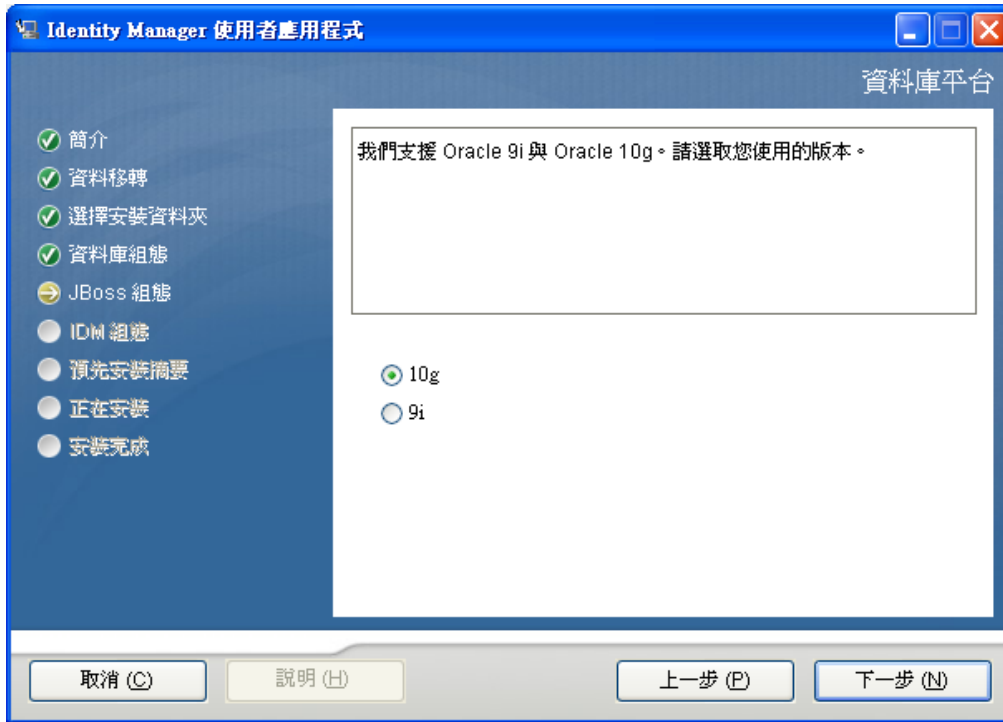 Identity Manager 使用者應用程式
資料庫平台
簡介
資料移轉
選擇安裝資料夾
資料庫組態
JBoss 組態
IDM 組態
預先安裝摘要
正在安裝
安裝完成
我們支援 Oracle 9i 與 Oracle 10g。請選取您使用的版本。
10g
9i
取消 (C)
說明 (H)
上一步 (P)
下一步 (N)